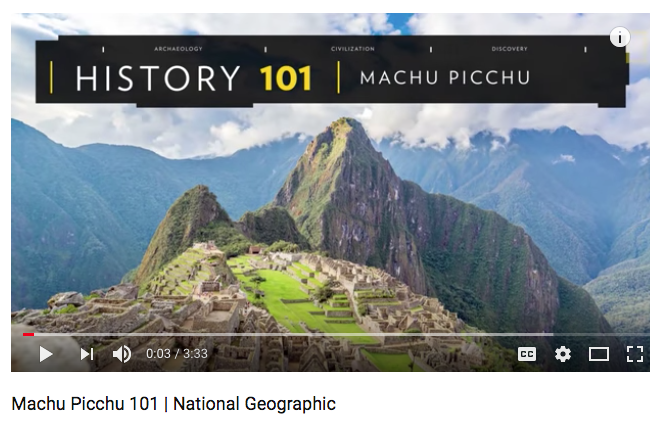 ARCHAEOLOGY CIVILIZATION DISCOVERY
HISTORY 101 MACHU PICCHU
0:03 / 3:33 CC
Machu Picchu 101 | National Geographic